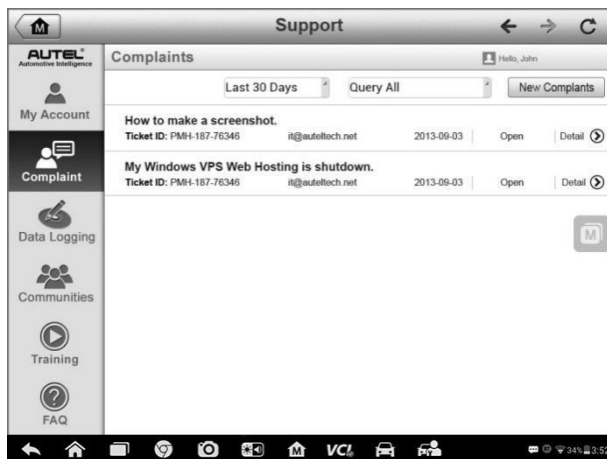 Support
AUTEL®
Automotive Intelligence
Complaints
Hello, John
Last 30 Days
Query All
New Complants
My Account
How to make a screenshot.
Ticket ID: PMH-187-76346 it@auteltech.net 2013-09-03 Open Detail
Complaint
My Windows VPS Web Hosting is shutdown.
Ticket ID: PMH-187-76346 it@auteltech.net 2013-09-03 Open Detail
Data Logging
M
Communities
Training
FAQ
VCI
34% 3:52